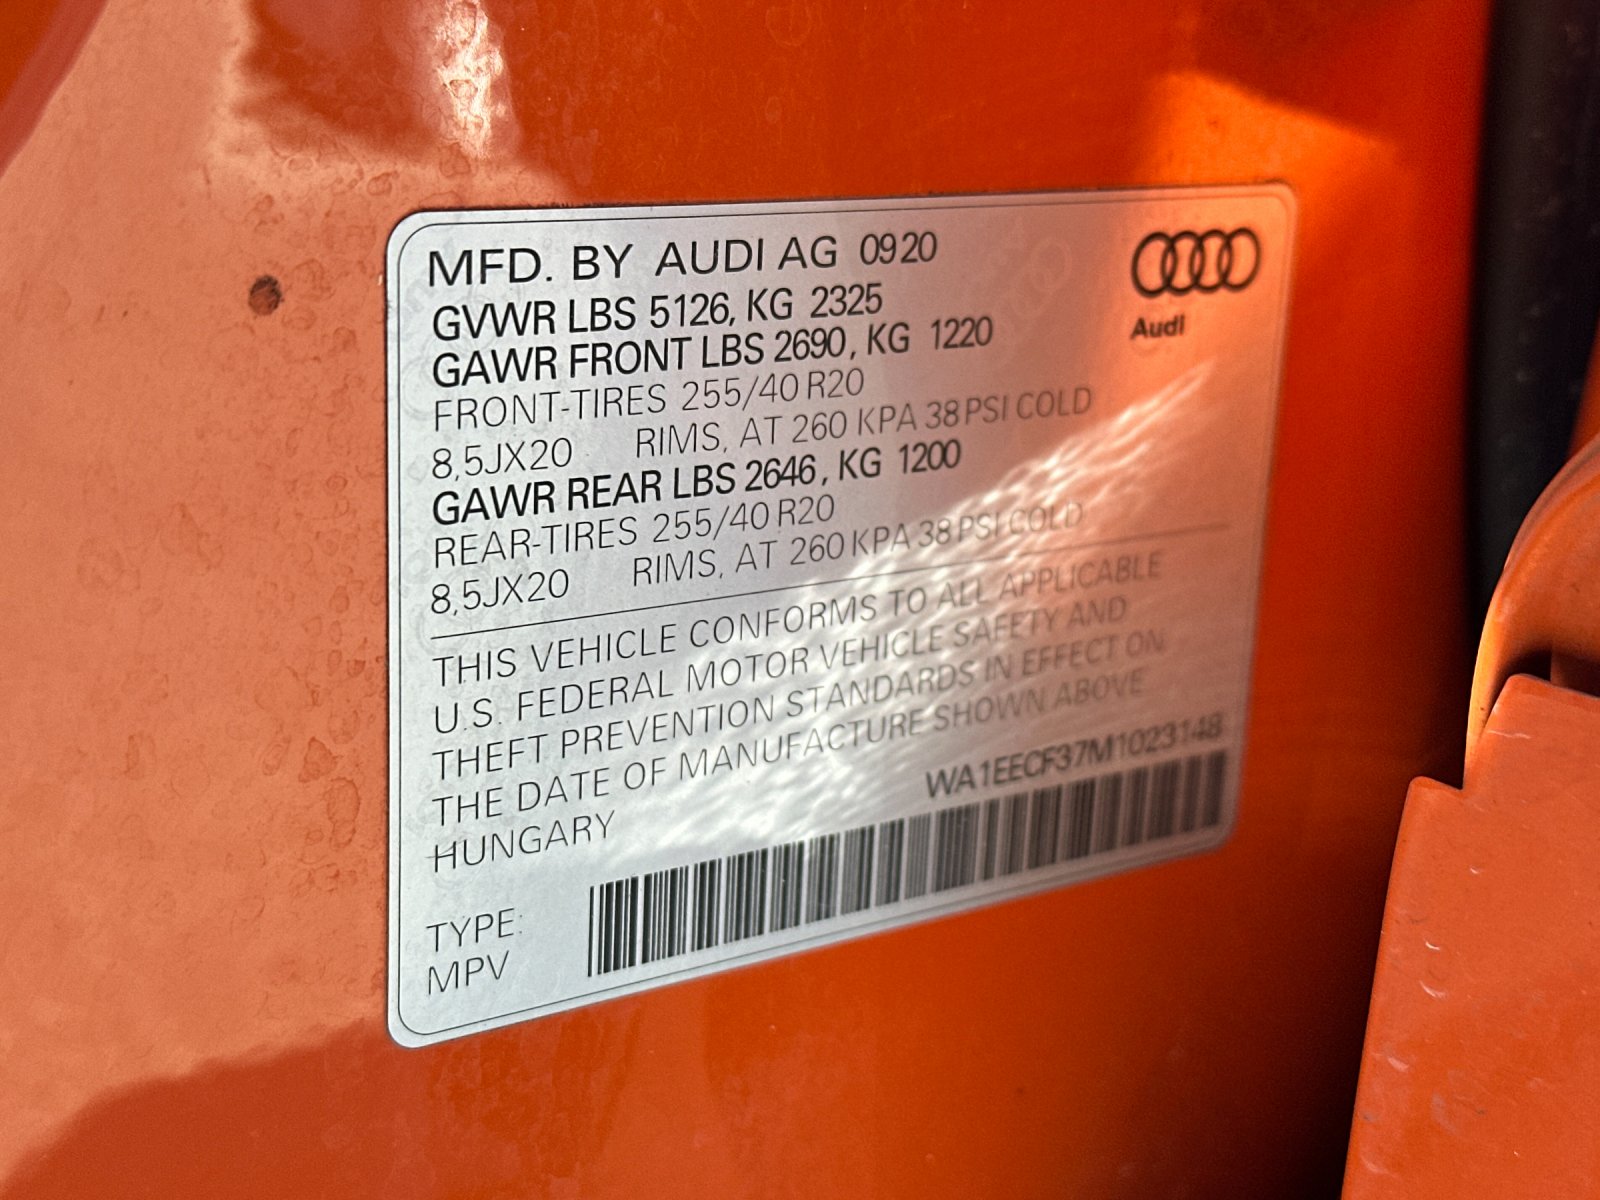 MFD. BY AUDI AG 0920
GVWR LBS 5126, KG 2325
GAWR FRONT LBS 2690, KG 1220
FRONT-TIRES 255/40 R20
8,5JX20 RIMS, AT 260 KPA 38 PSI COLD
GAWR REAR LBS 2646, KG 1200
REAR-TIRES 255/40 R20
8,5JX20 RIMS, AT 260 KPA 38 PSI COLD
THIS VEHICLE CONFORMS TO ALL APPLICABLE
U.S. FEDERAL MOTOR VEHICLE SAFETY AND
THEFT PREVENTION STANDARDS IN EFFECT ON
THE DATE OF MANUFACTURE SHOWN ABOVE
HUNGARY
WA1EECF37M1023148
TYPE:
MPV
Audi